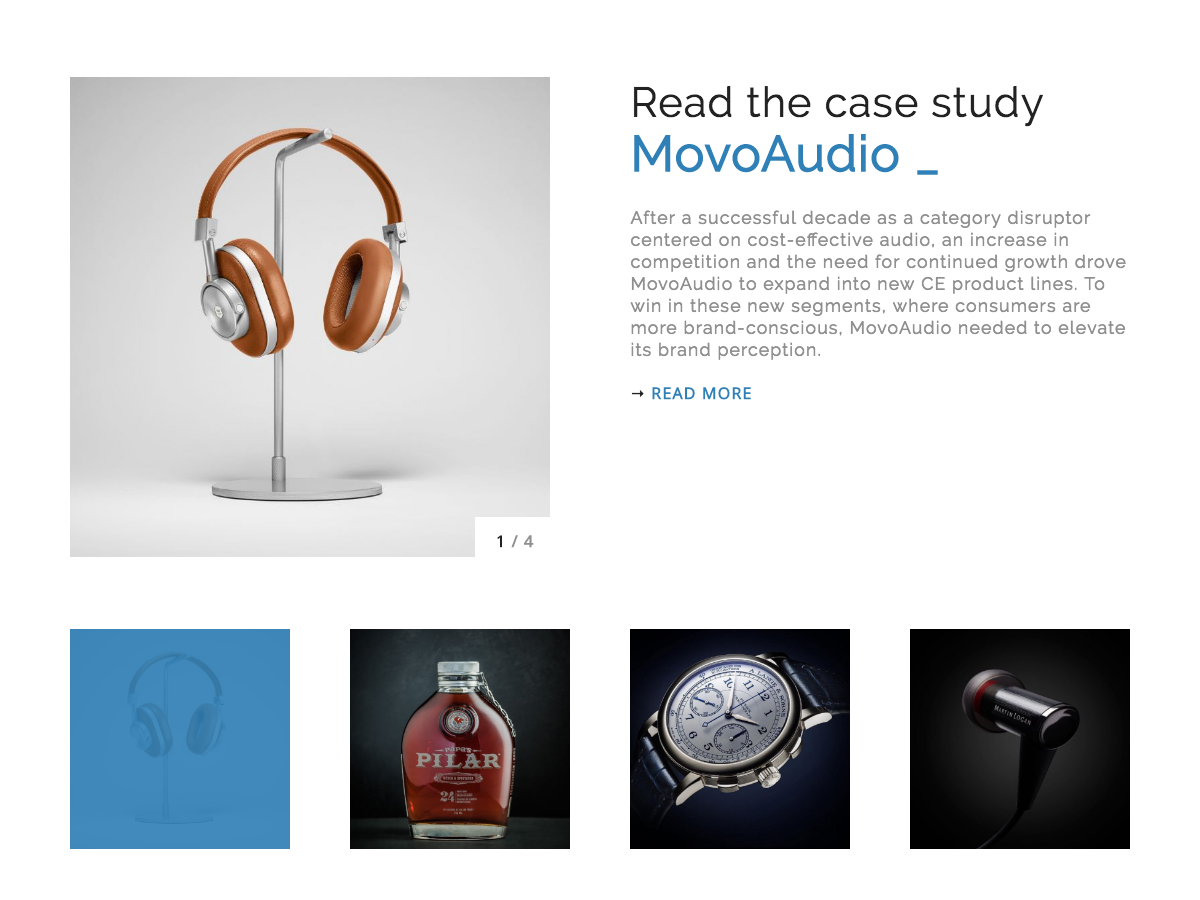 Read the case study
MovoAudio _
After a successful decade as a category disruptor
centered on cost-effective audio, an increase in
competition and the need for continued growth drove
MovoAudio to expand into new CE product lines. To
win in these new segments, where consumers are
more brand-conscious, MovoAudio needed to elevate
its brand perception.
→ READ MORE
1 / 4
PAPA'S
PILAR
24
A. LANGE & SÖHNE
MARTIN LOGAN